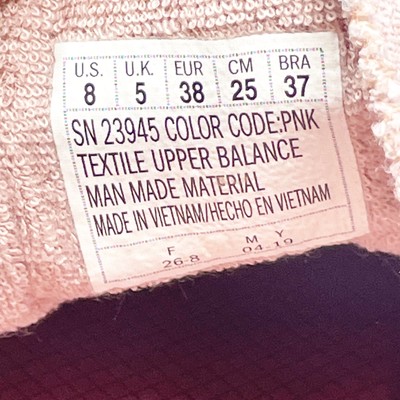 U.S. U.K. EUR CM BRA
8 5 38 25 37
SN 23945 COLOR CODE:PNK
TEXTILE UPPER BALANCE
MAN MADE MATERIAL
MADE IN VIETNAM/HECHO EN VIETNAM
F M Y
26-8 04-19